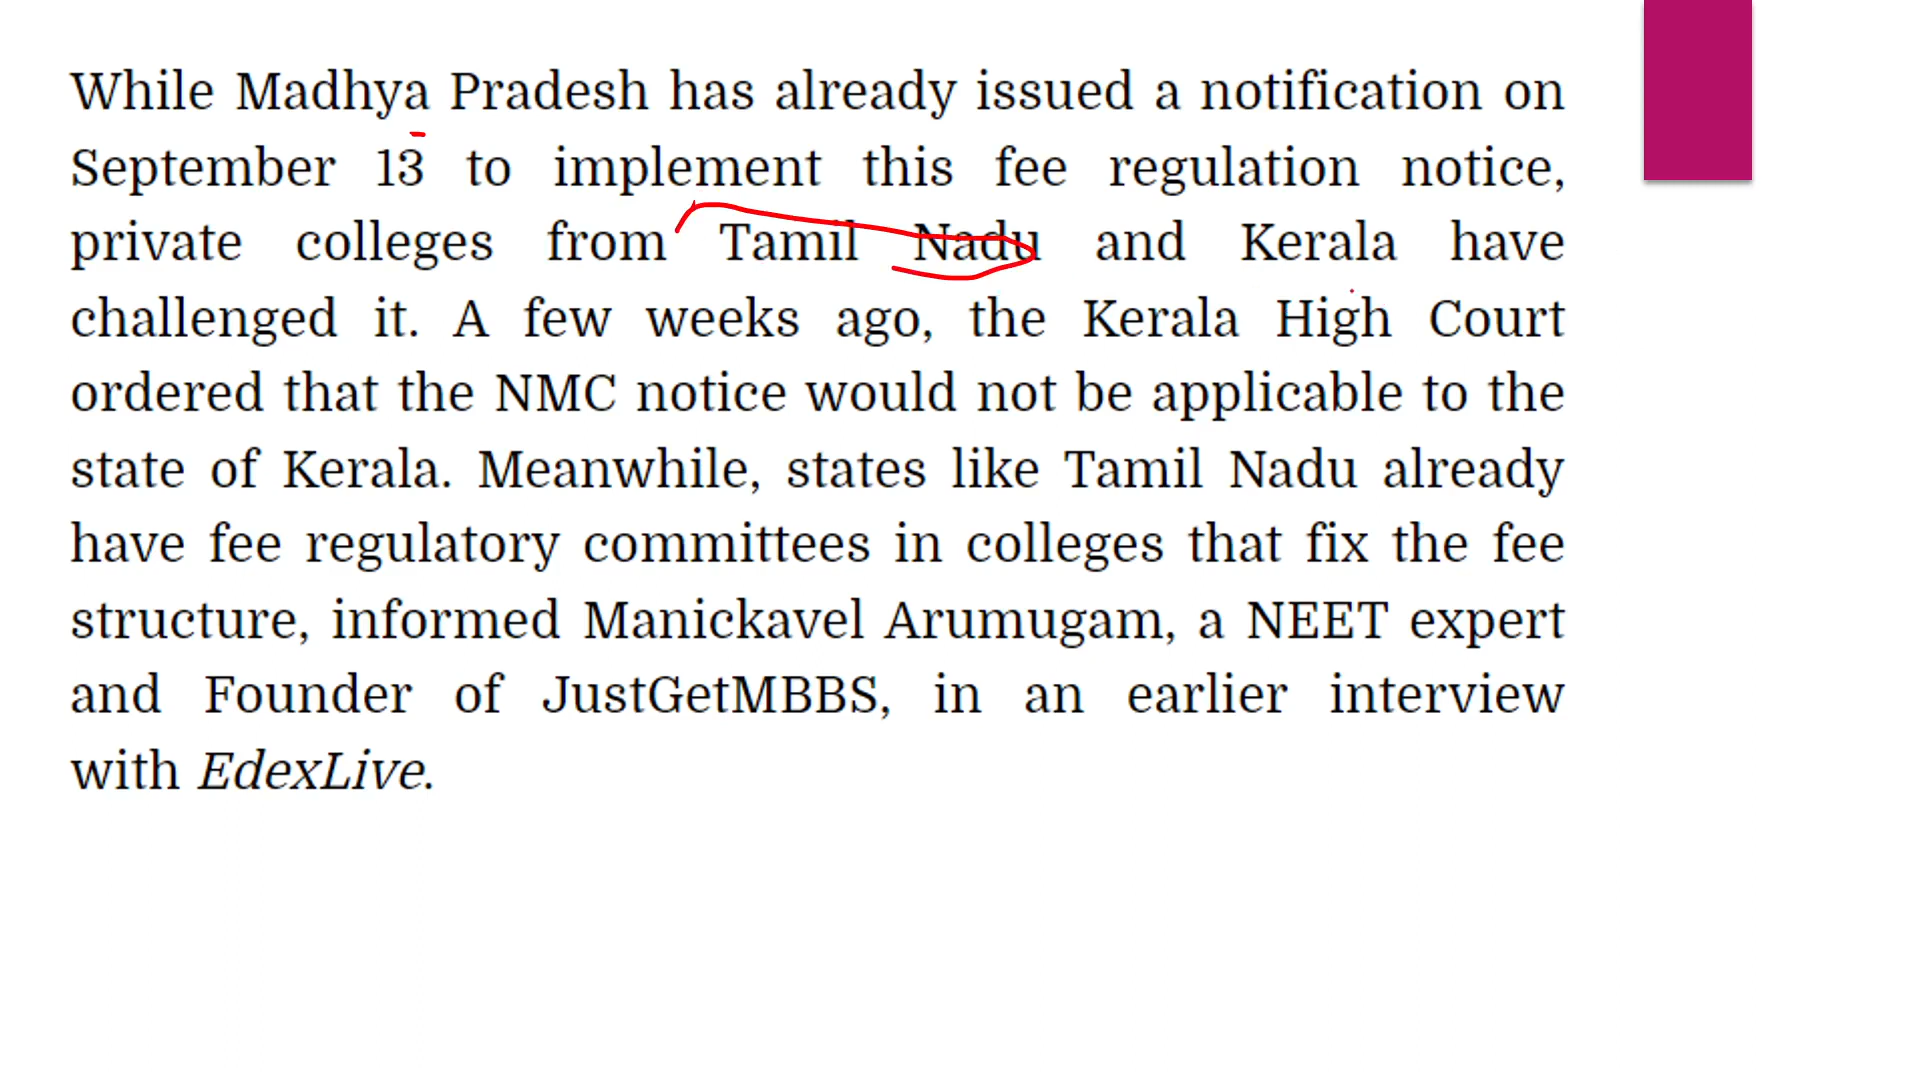 While Madhya Pradesh has already issued a notification on
September 13 to implement this fee regulation notice,
private colleges from Tamil Nadu and Kerala have
challenged it. A few weeks ago, the Kerala High Court
ordered that the NMC notice would not be applicable to the
state of Kerala. Meanwhile, states like Tamil Nadu already
have fee regulatory committees in colleges that fix the fee
structure, informed Manickavel Arumugam, a NEET expert
and Founder of JustGetMBBS, in an earlier interview
with EdexLive.